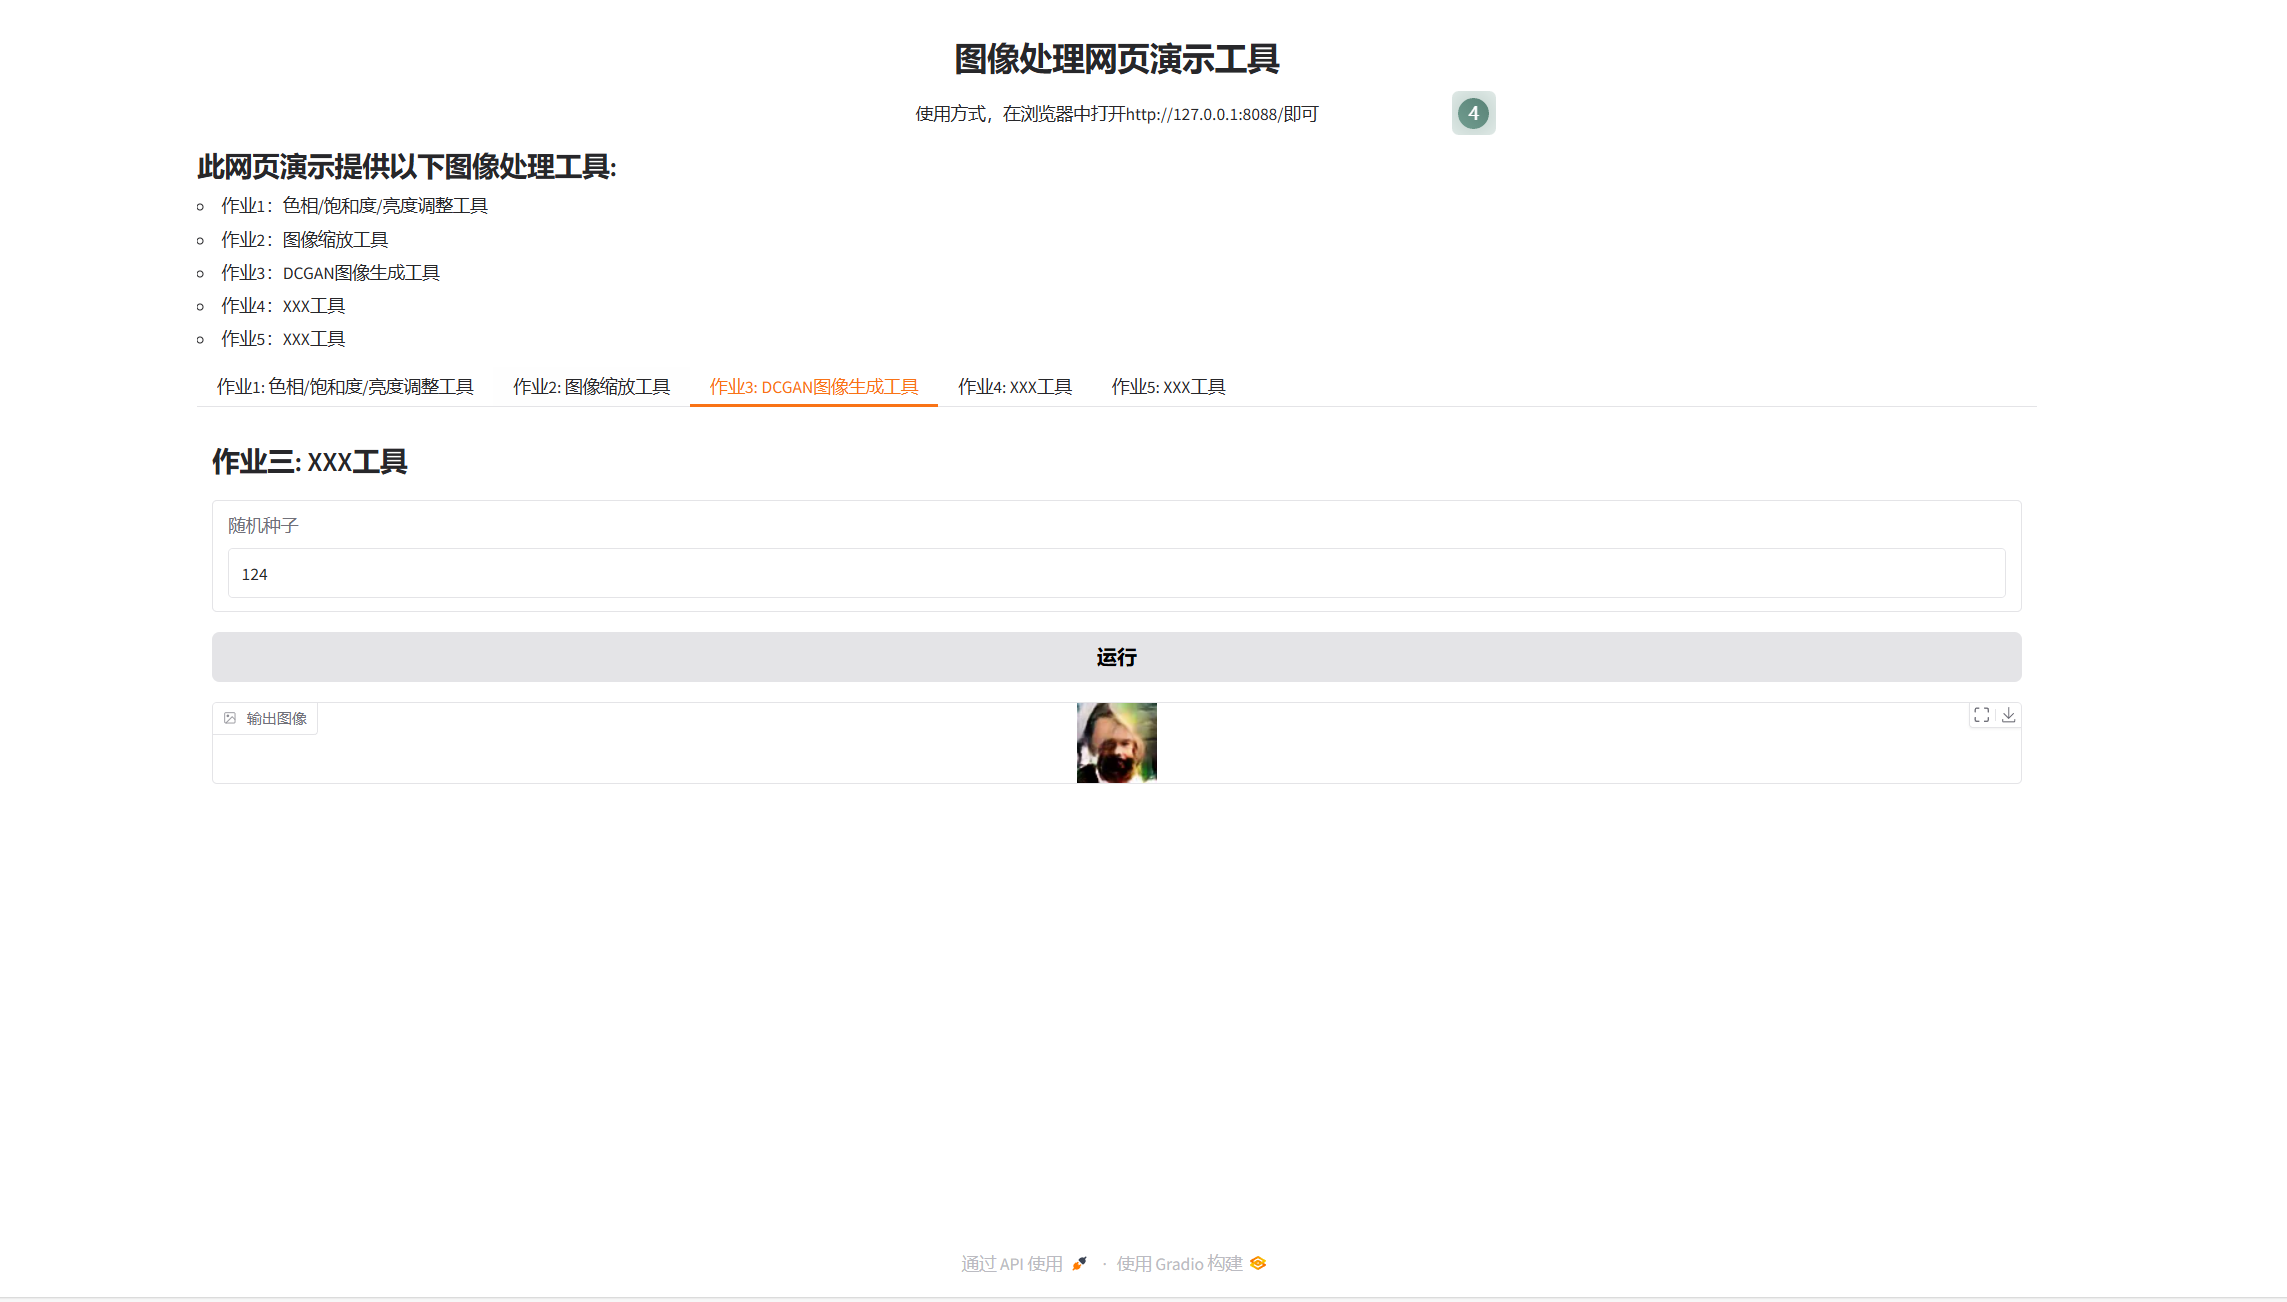 图像处理网页演示工具
使用方式，在浏览器中打开http://127.0.0.1:8088/即可
4
此网页演示提供以下图像处理工具:
作业1：色相/饱和度/亮度调整工具
作业2：图像缩放工具
作业3：DCGAN图像生成工具
作业4：XXX工具
作业5：XXX工具
作业1: 色相/饱和度/亮度调整工具 作业2: 图像缩放工具 作业3: DCGAN图像生成工具 作业4: XXX工具 作业5: XXX工具
作业三: XXX工具
随机种子
124
运行
输出图像
通过 API 使用 · 使用 Gradio 构建